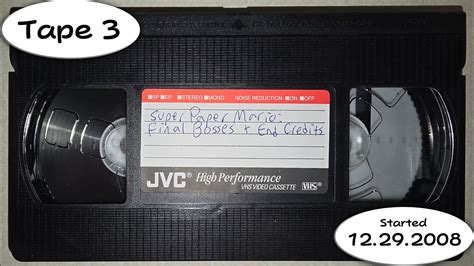 Tape 3
■SP ■EP ■STEREO ■MONO NOISE REDUCTION ■ON ■OFF
Super Paper Mario:
Final Bosses + End Credits
JVC High Performance
VHS VIDEO CASSETTE VHS
Started
12.29.2008